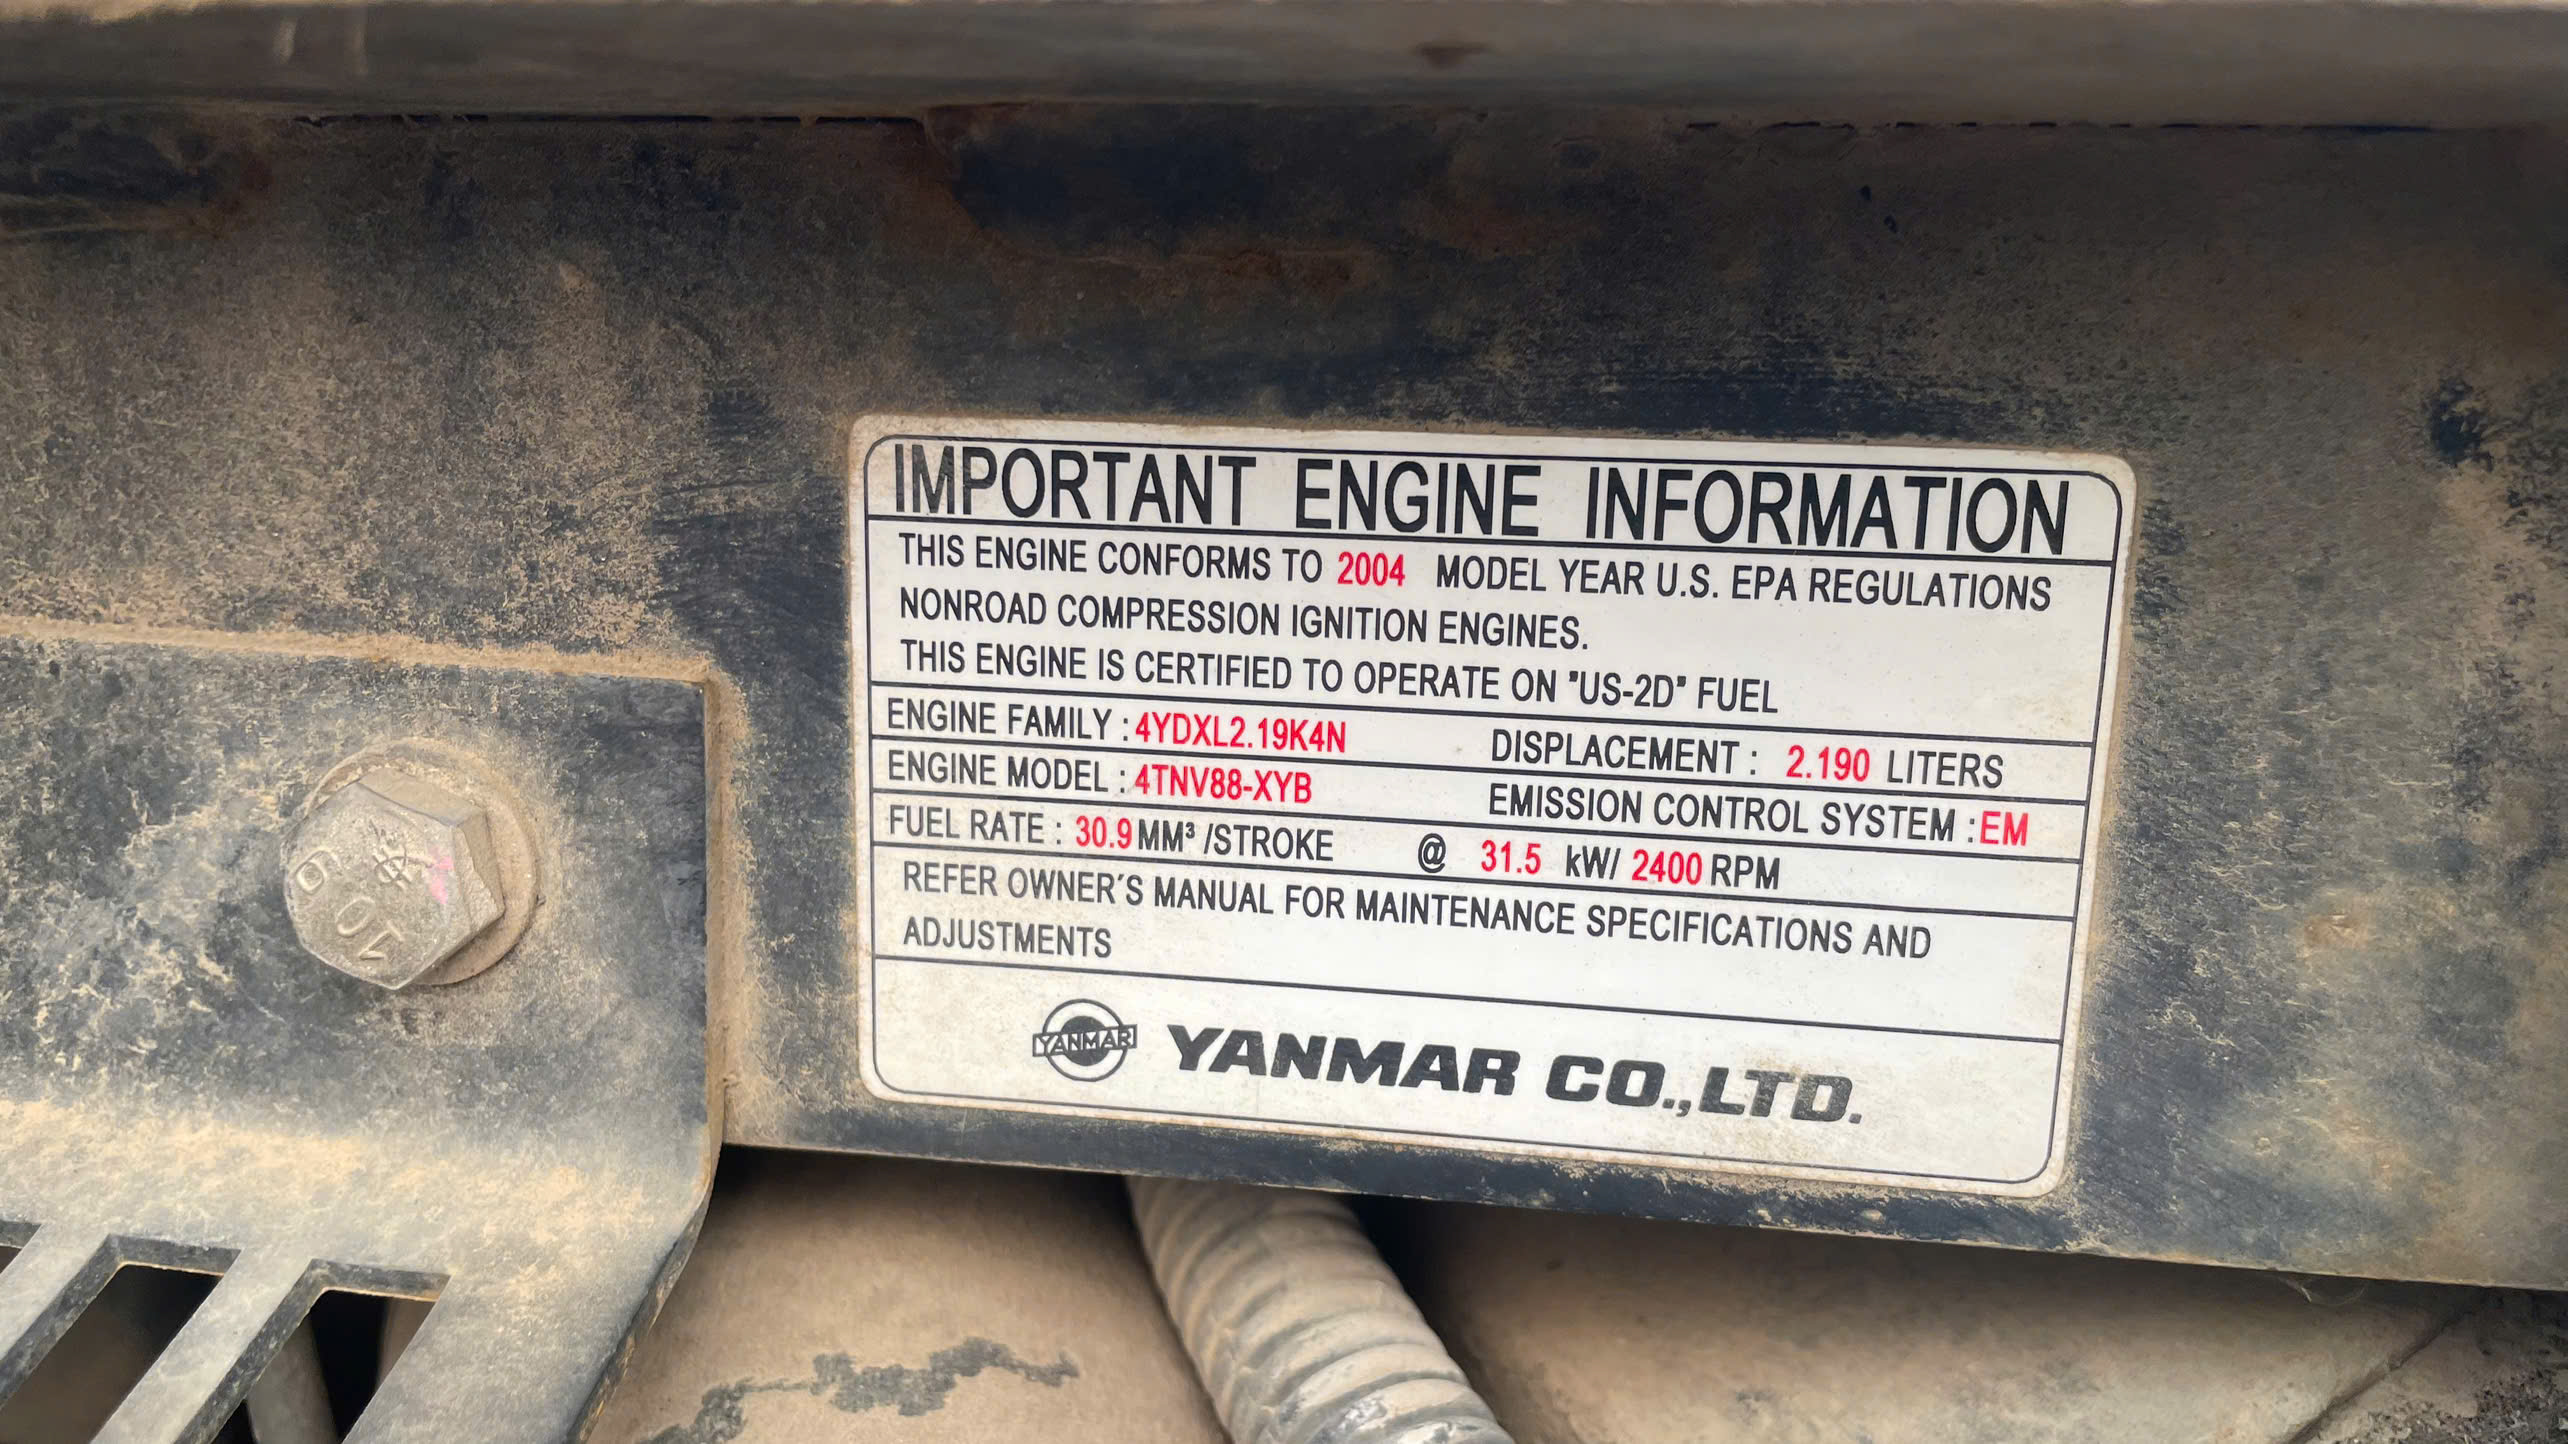 IMPORTANT ENGINE INFORMATION
THIS ENGINE CONFORMS TO 2004 MODEL YEAR U.S. EPA REGULATIONS
NONROAD COMPRESSION IGNITION ENGINES.
THIS ENGINE IS CERTIFIED TO OPERATE ON "US-2D" FUEL
ENGINE FAMILY : 4YDXL2.19K4N DISPLACEMENT : 2.190 LITERS
ENGINE MODEL : 4TNV88-XYB EMISSION CONTROL SYSTEM : EM
FUEL RATE : 30.9 MM³ /STROKE @ 31.5 kW/ 2400 RPM
REFER OWNER'S MANUAL FOR MAINTENANCE SPECIFICATIONS AND
ADJUSTMENTS
YANMAR YANMAR CO.,LTD.
10.9